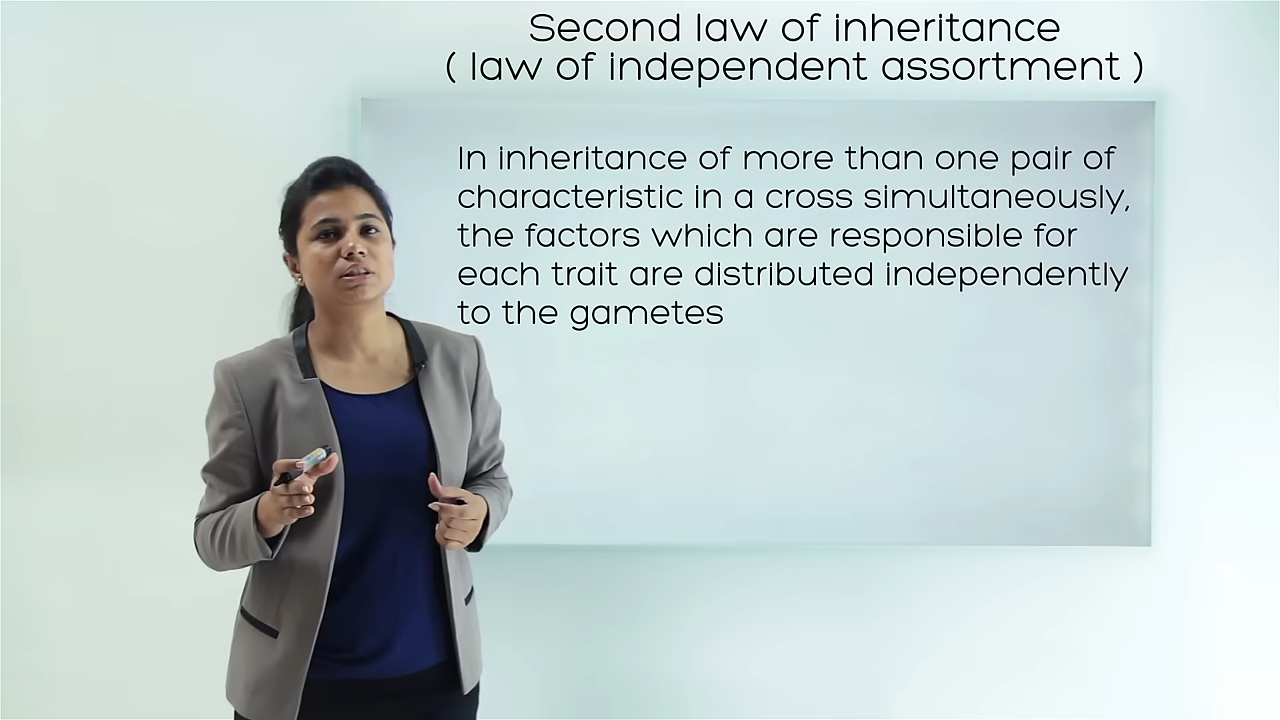 Second law of inheritance
( law of independent assortment )
In inheritance of more than one pair of
characteristic in a cross simultaneously,
the factors which are responsible for
each trait are distributed independently
to the gametes